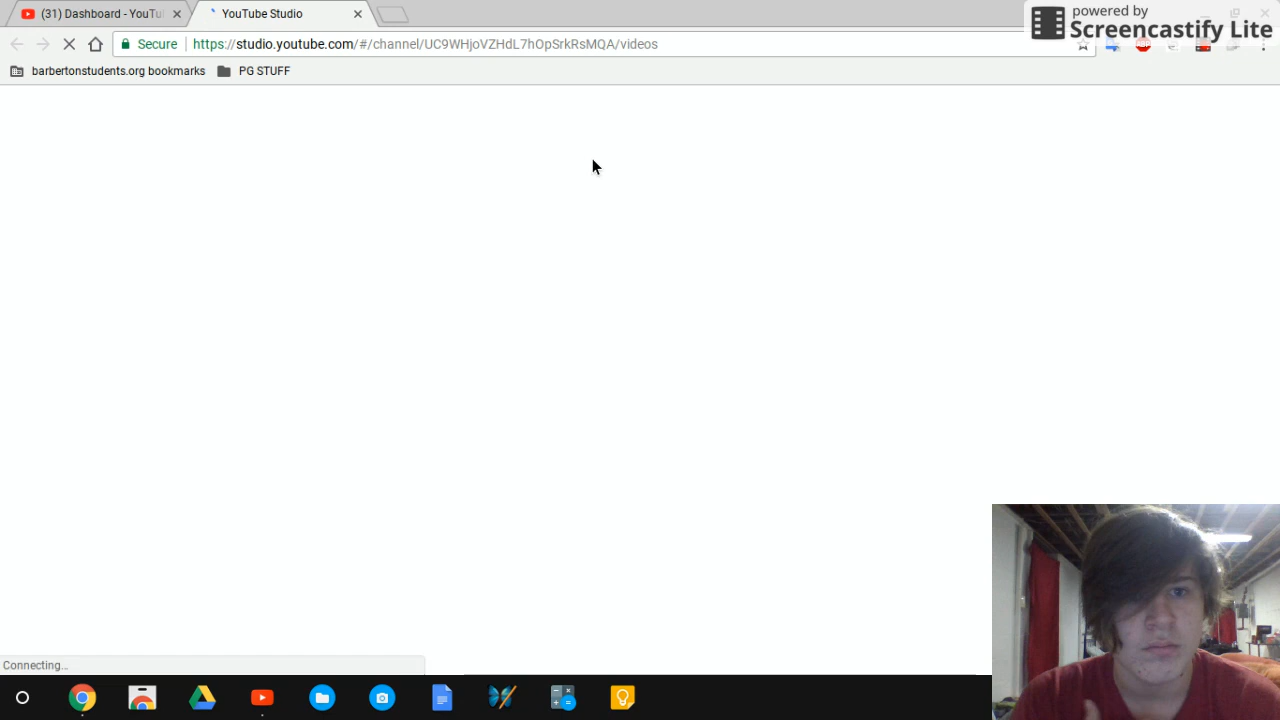 (31) Dashboard - YouTu
YouTube Studio
powered by
Screencastify Lite
Secure
https://studio.youtube.com/#/channel/UC9WHjoVZHdL7hOpSrkRsMQA/videos
barbertonstudents.org bookmarks
PG STUFF
Connecting...